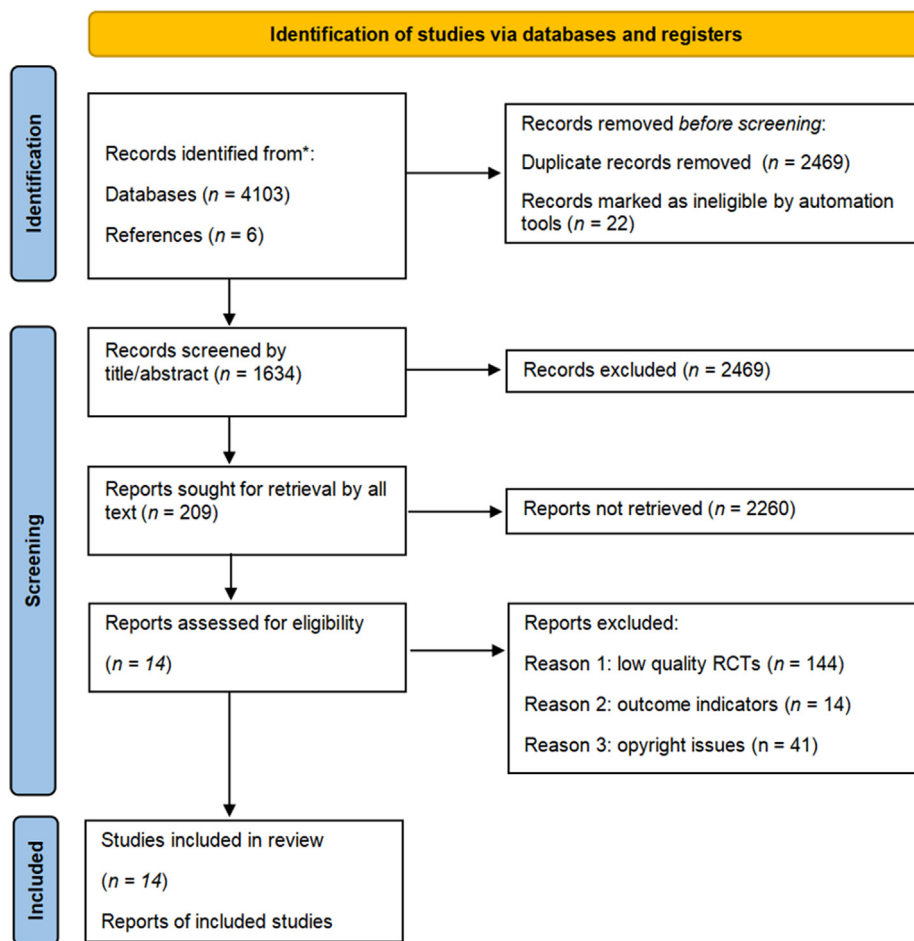 Identification of studies via databases and registers
Identification
Records identified from*:
Databases (n = 4103)
References (n = 6)
Records removed before screening:
Duplicate records removed (n = 2469)
Records marked as ineligible by automation
tools (n = 22)
Screening
Records screened by
title/abstract (n = 1634)
Records excluded (n = 2469)
Reports sought for retrieval by all
text (n = 209)
Reports not retrieved (n = 2260)
Reports assessed for eligibility
(n = 14)
Reports excluded:
Reason 1: low quality RCTs (n = 144)
Reason 2: outcome indicators (n = 14)
Reason 3: opyright issues (n = 41)
Included
Studies included in review
(n = 14)
Reports of included studies